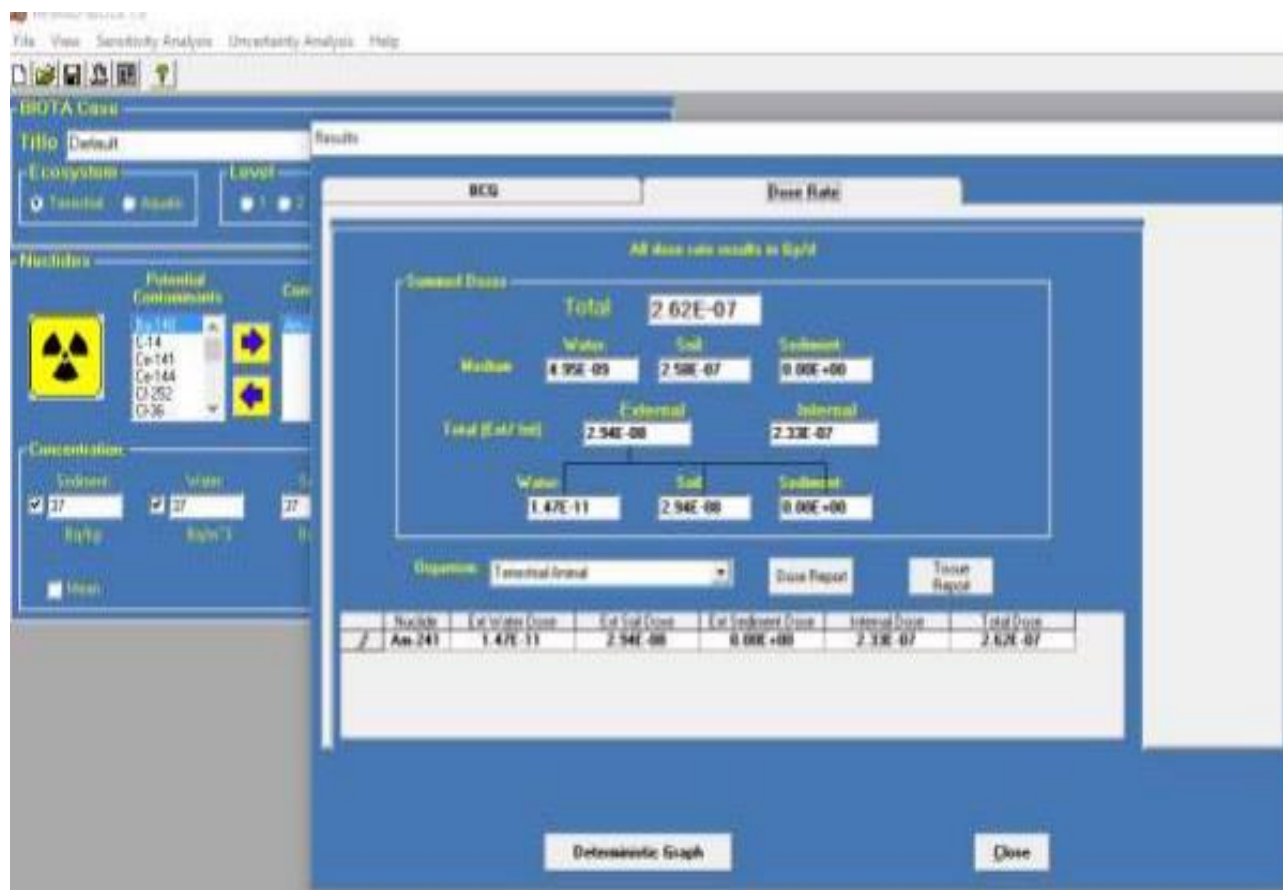 File View Sensitivity Analysis Uncertainty Analysis Help
BIOTA Case
Title Default
Ecosystem
Level
Terrestrial Aquatic
1 2
Results
BCG
Dose Rate
All dose rate results in Gy/d
Summed Doses
Total 2.62E-07
Water Soil Sediment
Medium 4.95E-09 2.58E-07 0.00E+00
External Internal
Total (Ext/ Int) 2.94E-08 2.33E-07
Water Soil Sediment
1.47E-11 2.94E-08 0.00E+00
Organism Terrestrial Animal
Dose Report
Tissue Report
Nuclide Ext Water Dose Ext Soil Dose Ext Sediment Dose Internal Dose Total Dose
Am-241 1.47E-11 2.94E-08 0.00E+00 2.33E-07 2.62E-07
Deterministic Graph
Close
Nuclides
Potential
Contaminants
Ba-140
C-14
Ce-141
Ce-144
Cf-252
Cl-36
Concentration
Sediment Water
37 37 37
Bq/kg Bq/m^3
Mean